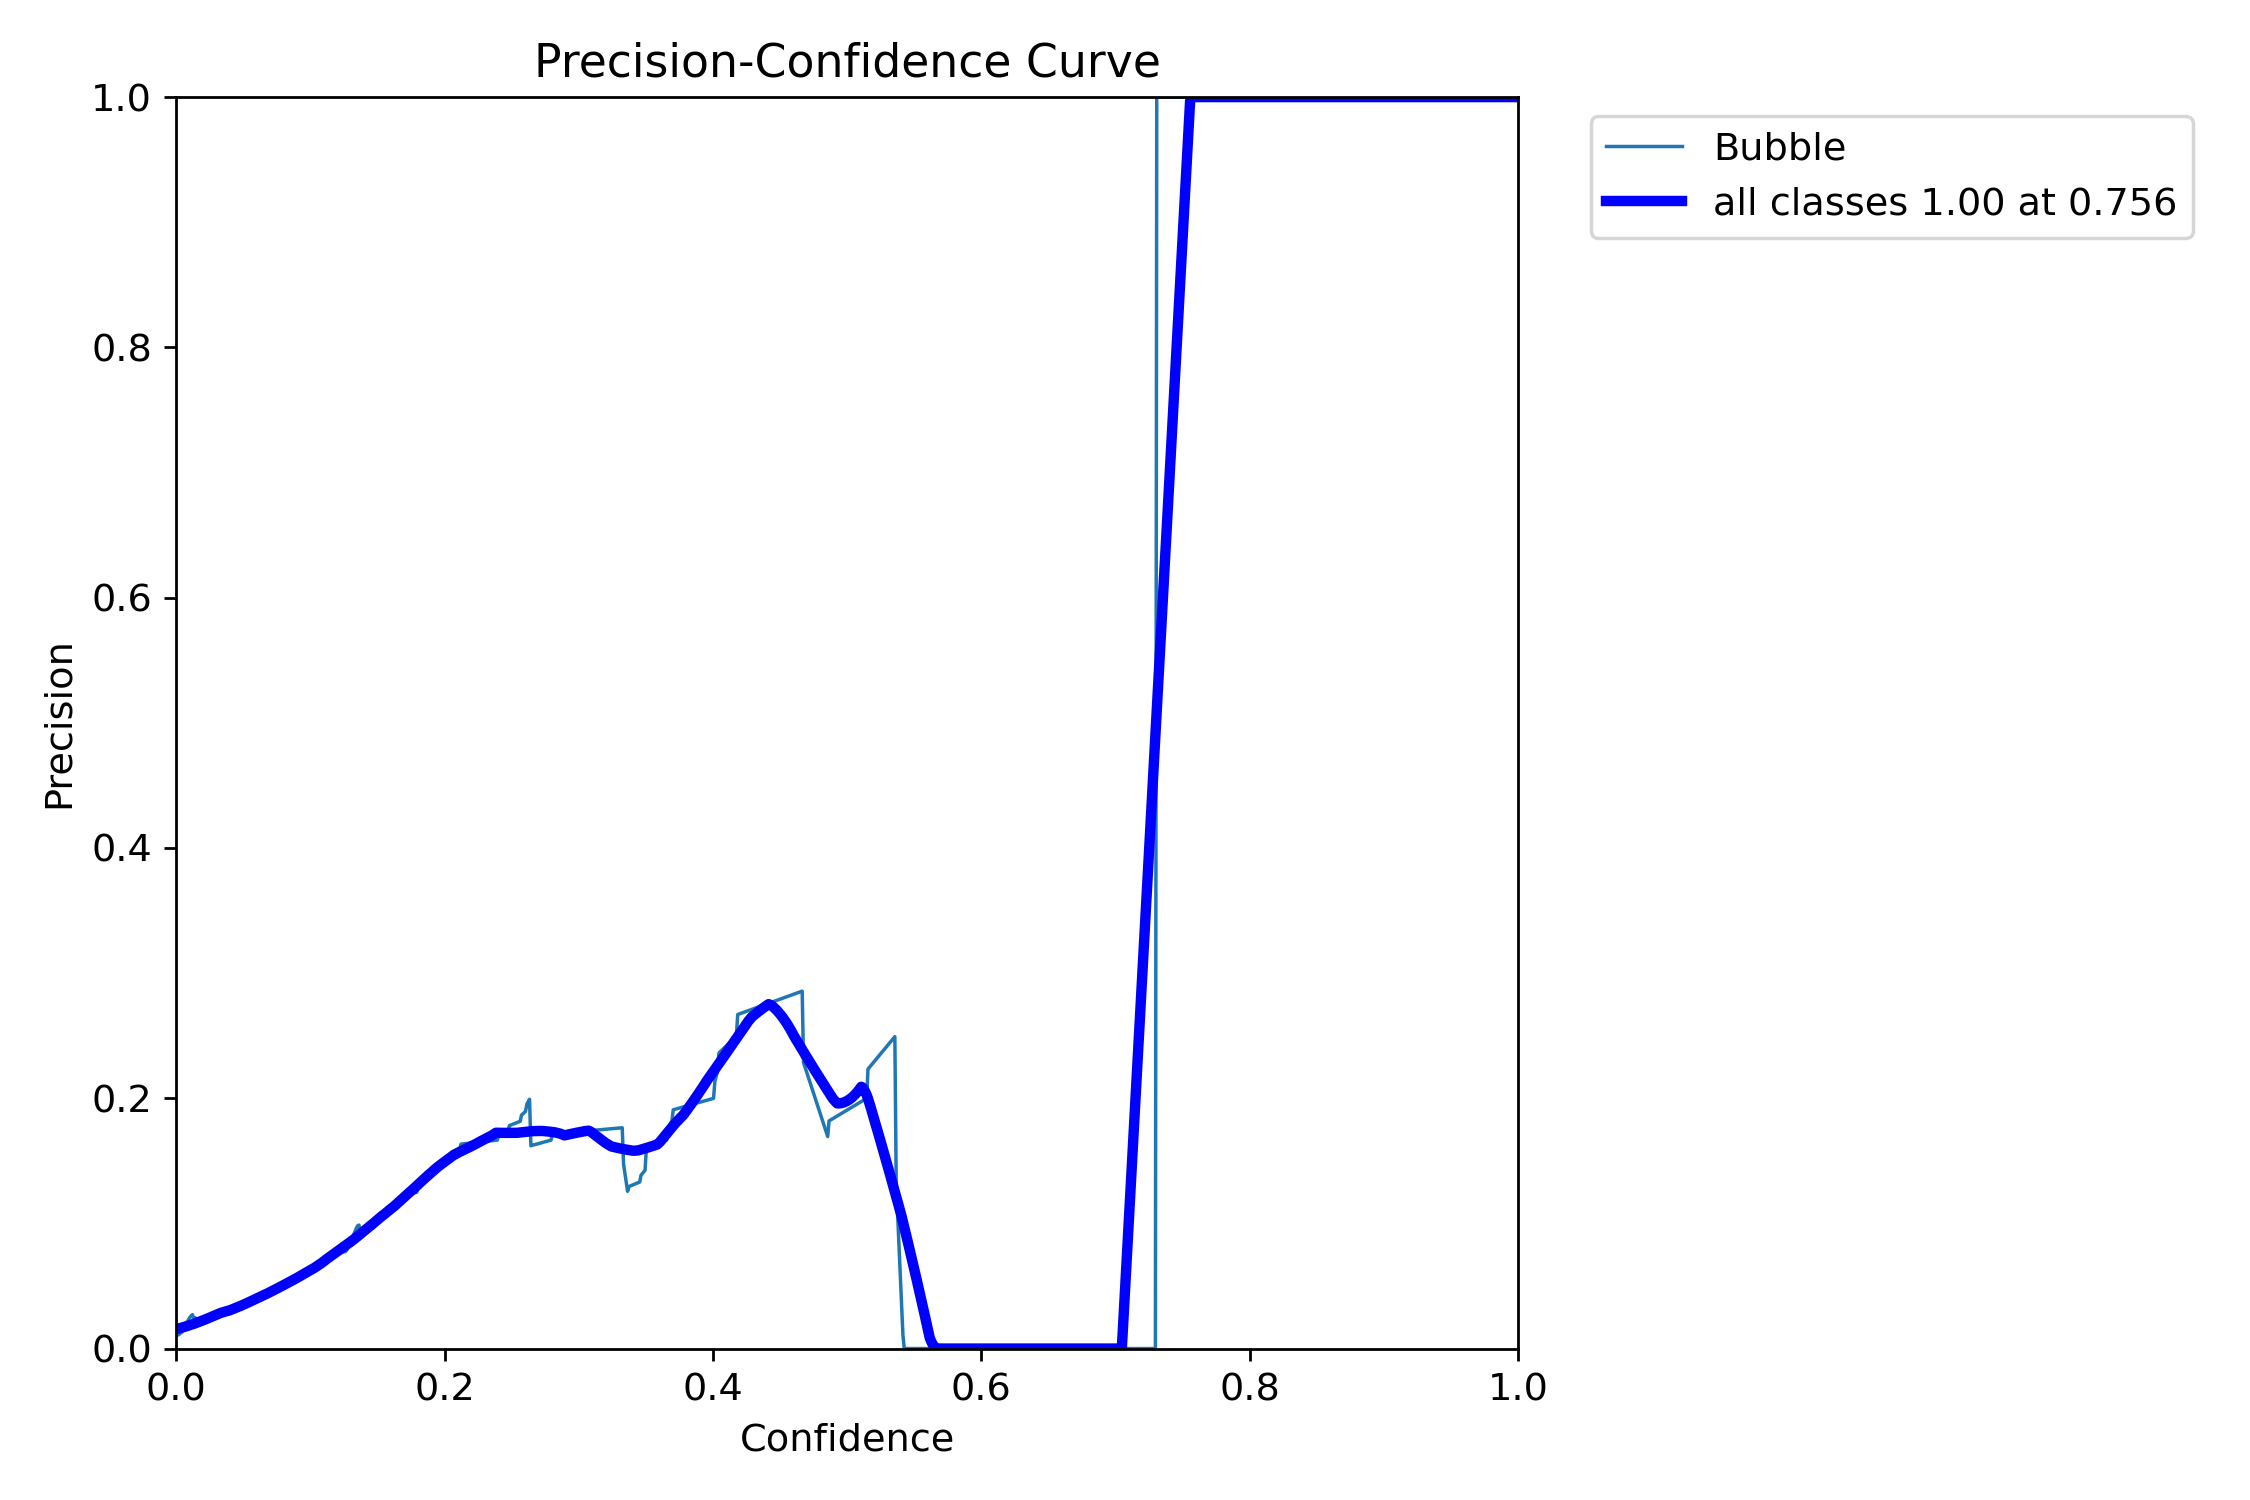 Precision-Confidence Curve
1.0
0.8
0.6
0.4
0.2
0.0
Precision
0.0 0.2 0.4 0.6 0.8 1.0
Confidence
Bubble
all classes 1.00 at 0.756